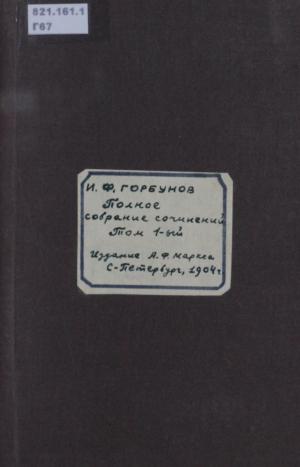 821.161.1
Г67
И. Ф. ГОРБУНОВ
Полное
собрание сочинений
Том 1-ый
Издание А.Ф. Маркса
С-Петербург, 1904 г.